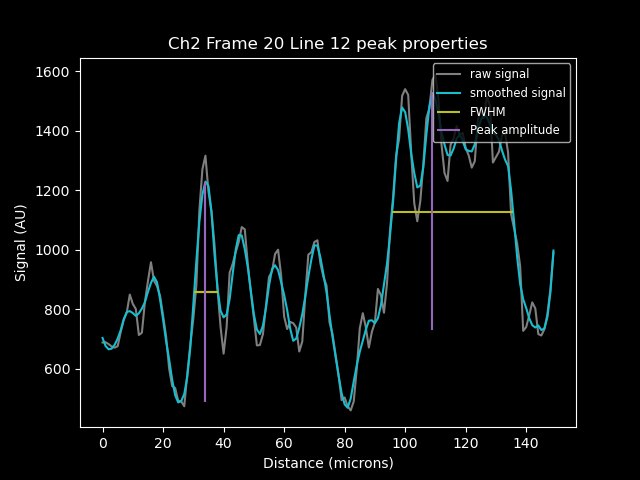 Ch2 Frame 20 Line 12 peak properties
raw signal
smoothed signal
FWHM
Peak amplitude
Signal (AU)
1600
1400
1200
1000
800
600
0 20 40 60 80 100 120 140
Distance (microns)